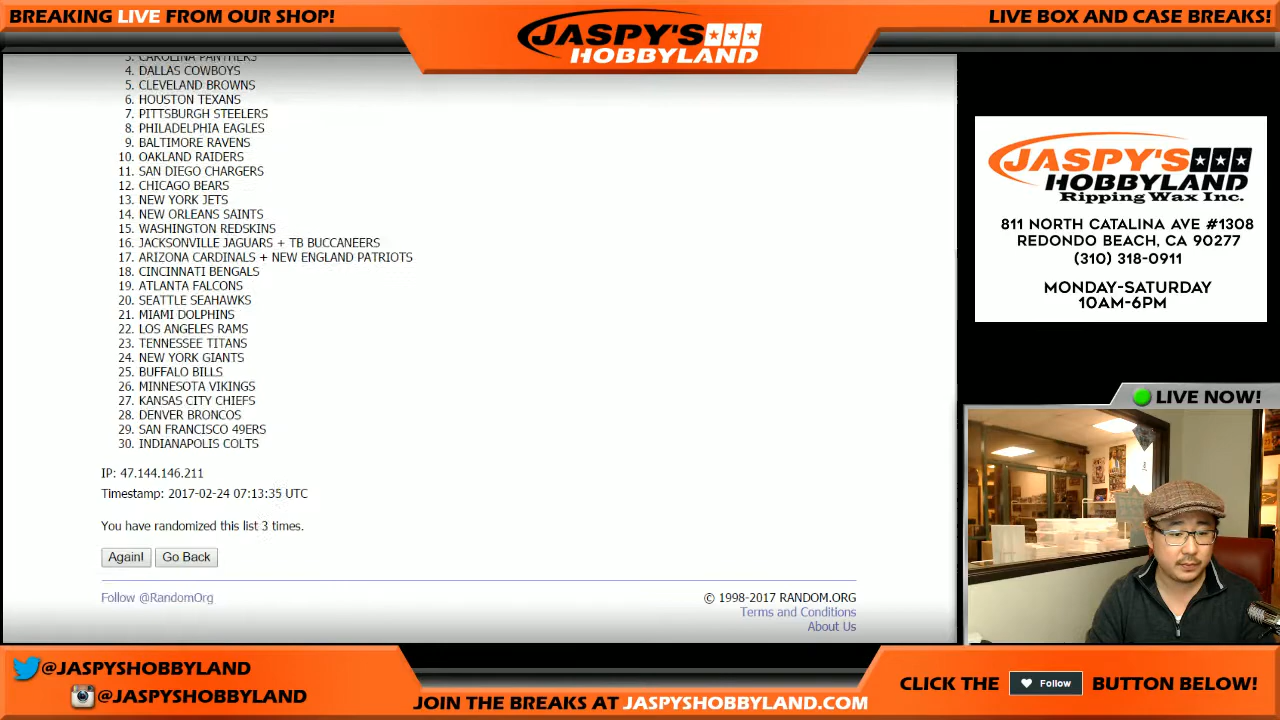 BREAKING LIVE FROM OUR SHOP!
JASPY'S
HOBBYLAND
LIVE BOX AND CASE BREAKS!
3. CAROLINA PANTHERS
4. DALLAS COWBOYS
5. CLEVELAND BROWNS
6. HOUSTON TEXANS
7. PITTSBURGH STEELERS
8. PHILADELPHIA EAGLES
9. BALTIMORE RAVENS
10. OAKLAND RAIDERS
11. SAN DIEGO CHARGERS
12. CHICAGO BEARS
13. NEW YORK JETS
14. NEW ORLEANS SAINTS
15. WASHINGTON REDSKINS
16. JACKSONVILLE JAGUARS + TB BUCCANEERS
17. ARIZONA CARDINALS + NEW ENGLAND PATRIOTS
18. CINCINNATI BENGALS
19. ATLANTA FALCONS
20. SEATTLE SEAHAWKS
21. MIAMI DOLPHINS
22. LOS ANGELES RAMS
23. TENNESSEE TITANS
24. NEW YORK GIANTS
25. BUFFALO BILLS
26. MINNESOTA VIKINGS
27. KANSAS CITY CHIEFS
28. DENVER BRONCOS
29. SAN FRANCISCO 49ERS
30. INDIANAPOLIS COLTS
IP: 47.144.146.211
Timestamp: 2017-02-24 07:13:35 UTC
You have randomized this list 3 times.
Again! Go Back
Follow @RandomOrg
© 1998-2017 RANDOM.ORG
Terms and Conditions
About Us
JASPY'S
HOBBYLAND
Ripping Wax Inc.
811 NORTH CATALINA AVE #1308
REDONDO BEACH, CA 90277
(310) 318-0911
MONDAY-SATURDAY
10AM-6PM
LIVE NOW!
@JASPYSHOBBYLAND
@JASPYSHOBBYLAND
JOIN THE BREAKS AT JASPYSHOBBYLAND.COM
CLICK THE Follow BUTTON BELOW!